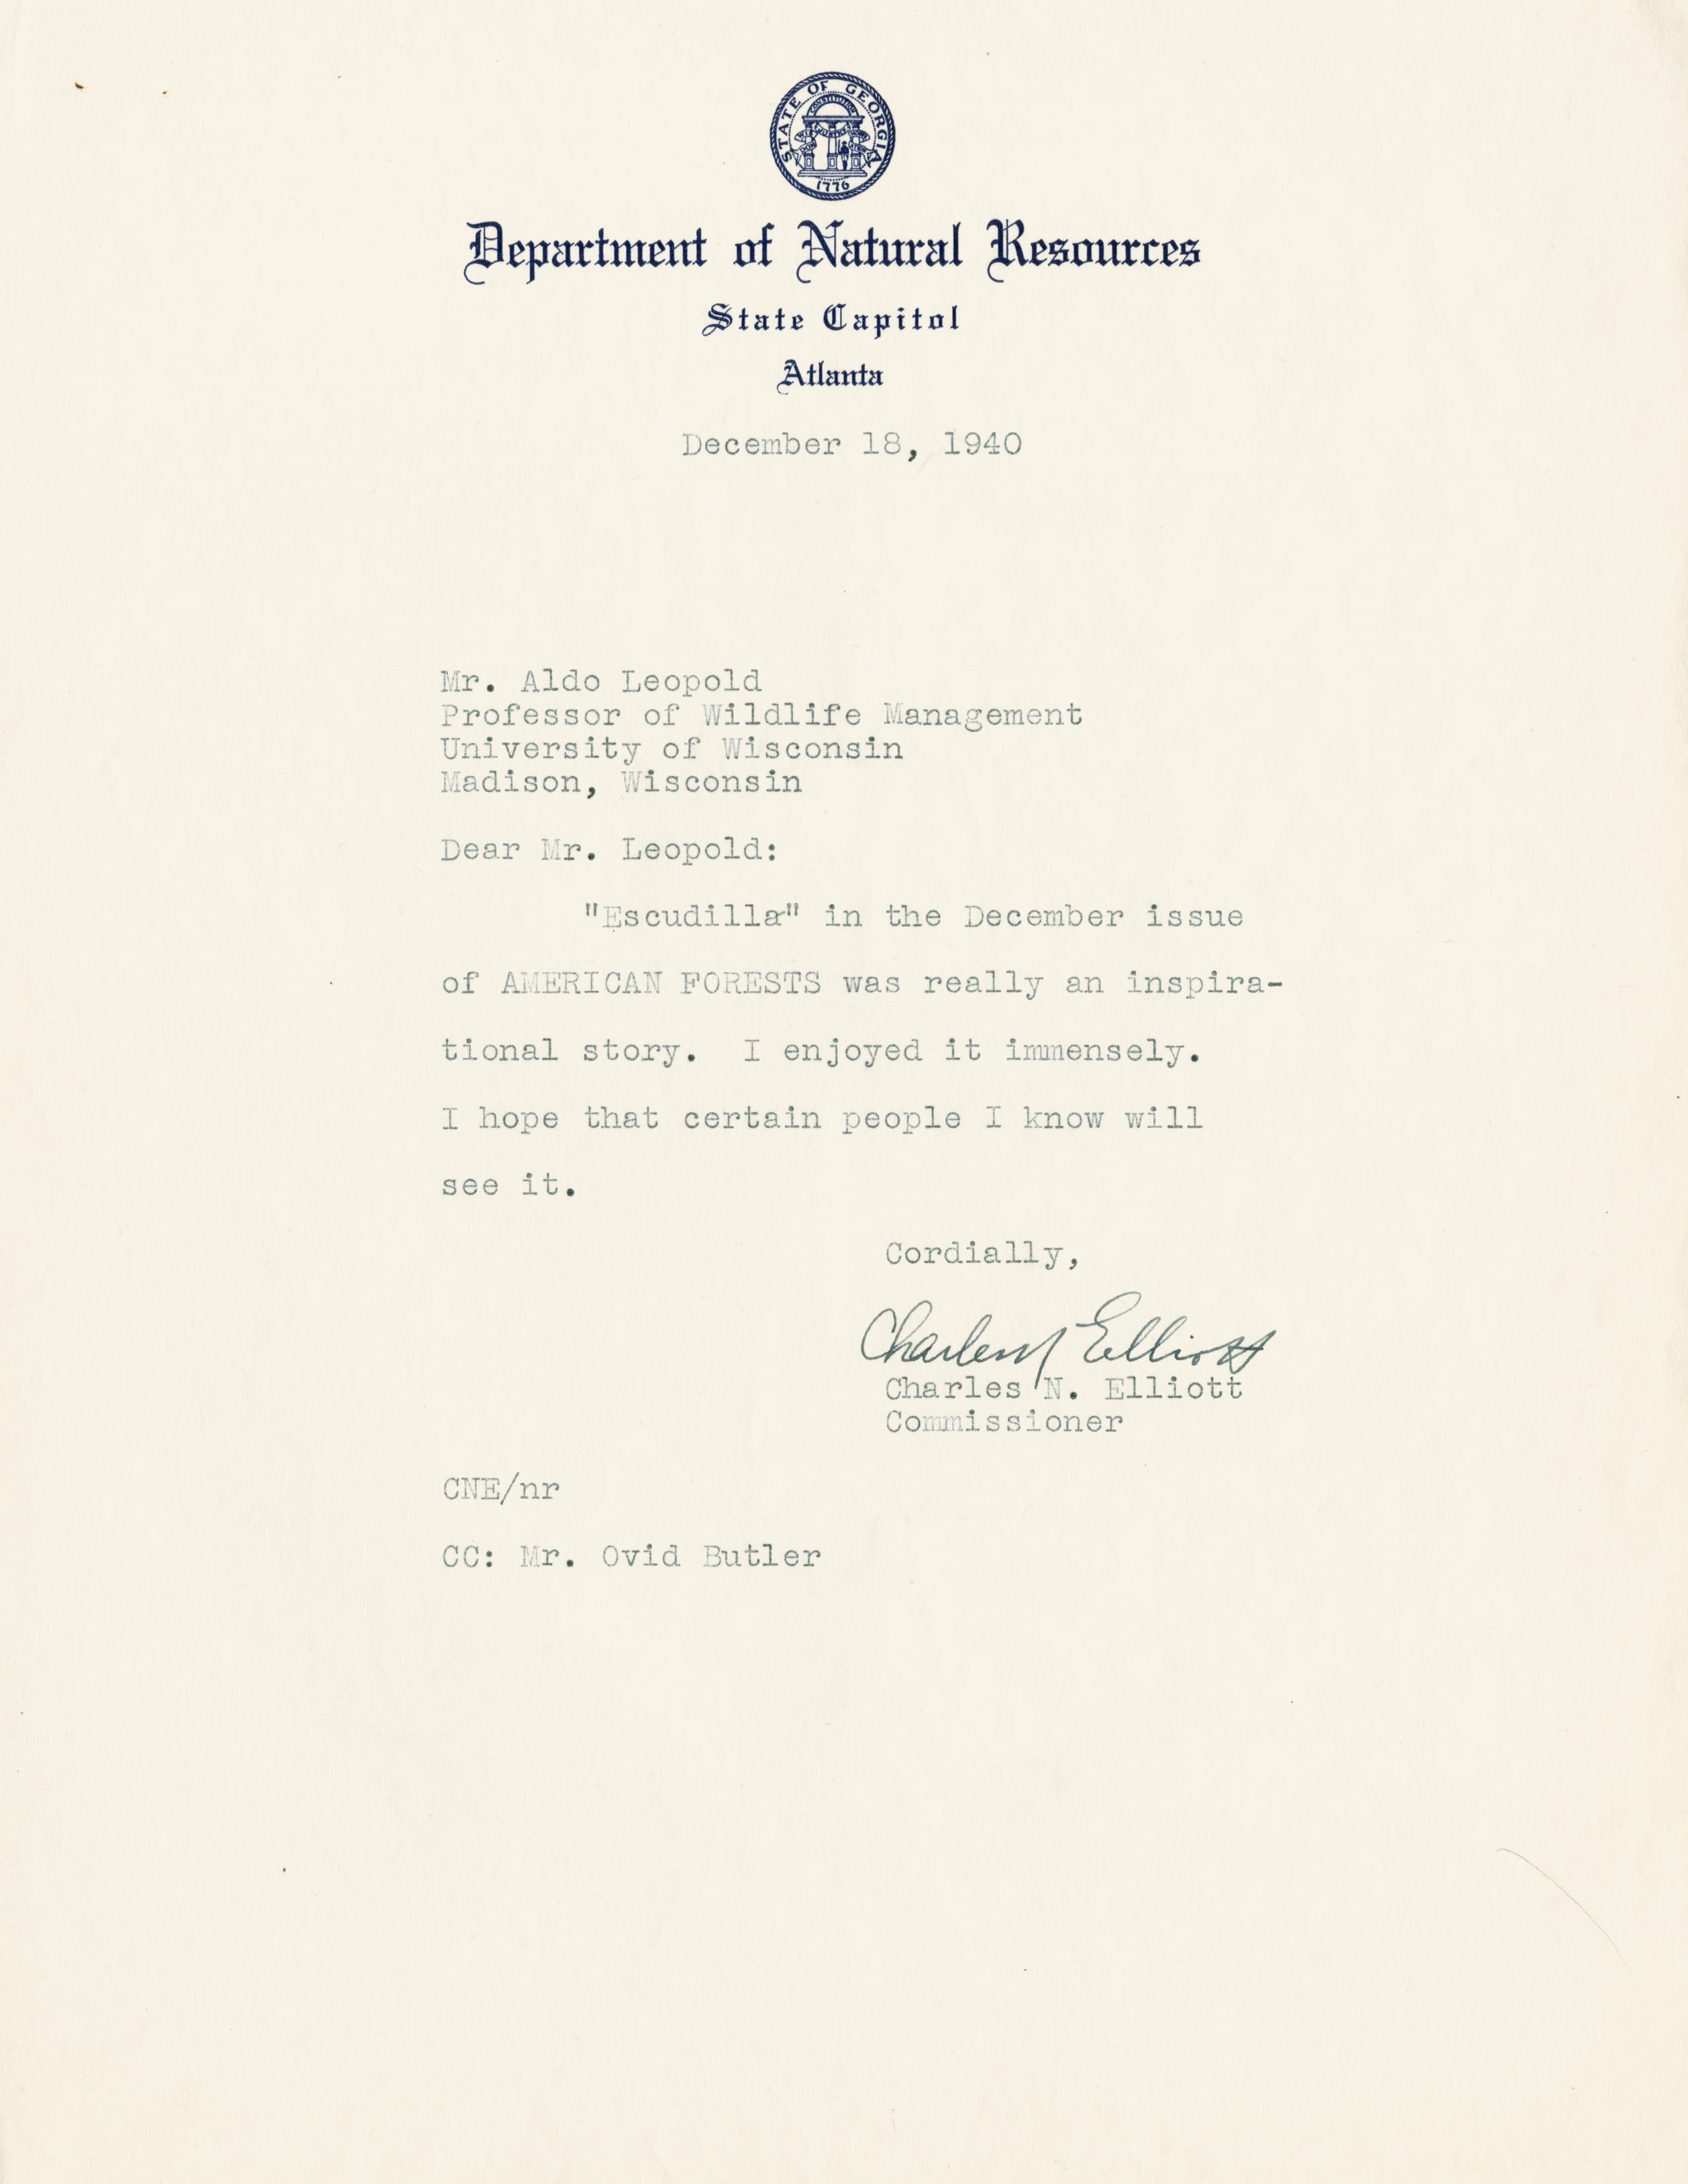 STATE OF GEORGIA
CONSTITUTION
1776
Department of Natural Resources
State Capitol
Atlanta
December 18, 1940
Mr. Aldo Leopold
Professor of Wildlife Management
University of Wisconsin
Madison, Wisconsin
Dear Mr. Leopold:
"Escudilla" in the December issue
of AMERICAN FORESTS was really an inspira-
tional story. I enjoyed it immensely.
I hope that certain people I know will
see it.
Cordially,
Charles N Elliott
Charles N. Elliott
Commissioner
CNE/nr
CC: Mr. Ovid Butler